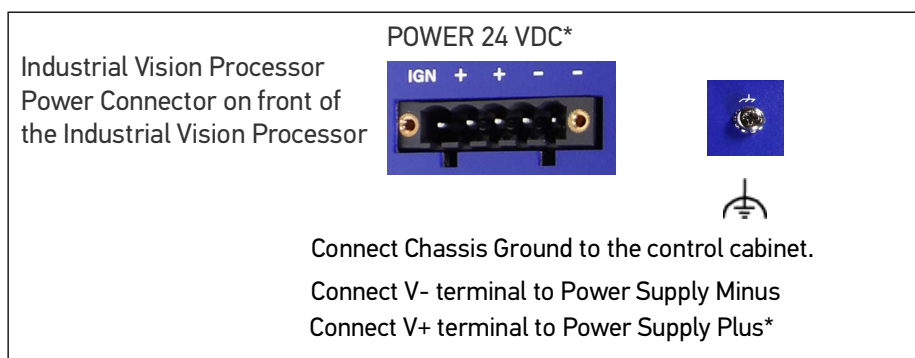 POWER 24 VDC*
Industrial Vision Processor
Power Connector on front of
the Industrial Vision Processor
IGN + + - -
Connect Chassis Ground to the control cabinet.
Connect V- terminal to Power Supply Minus
Connect V+ terminal to Power Supply Plus*